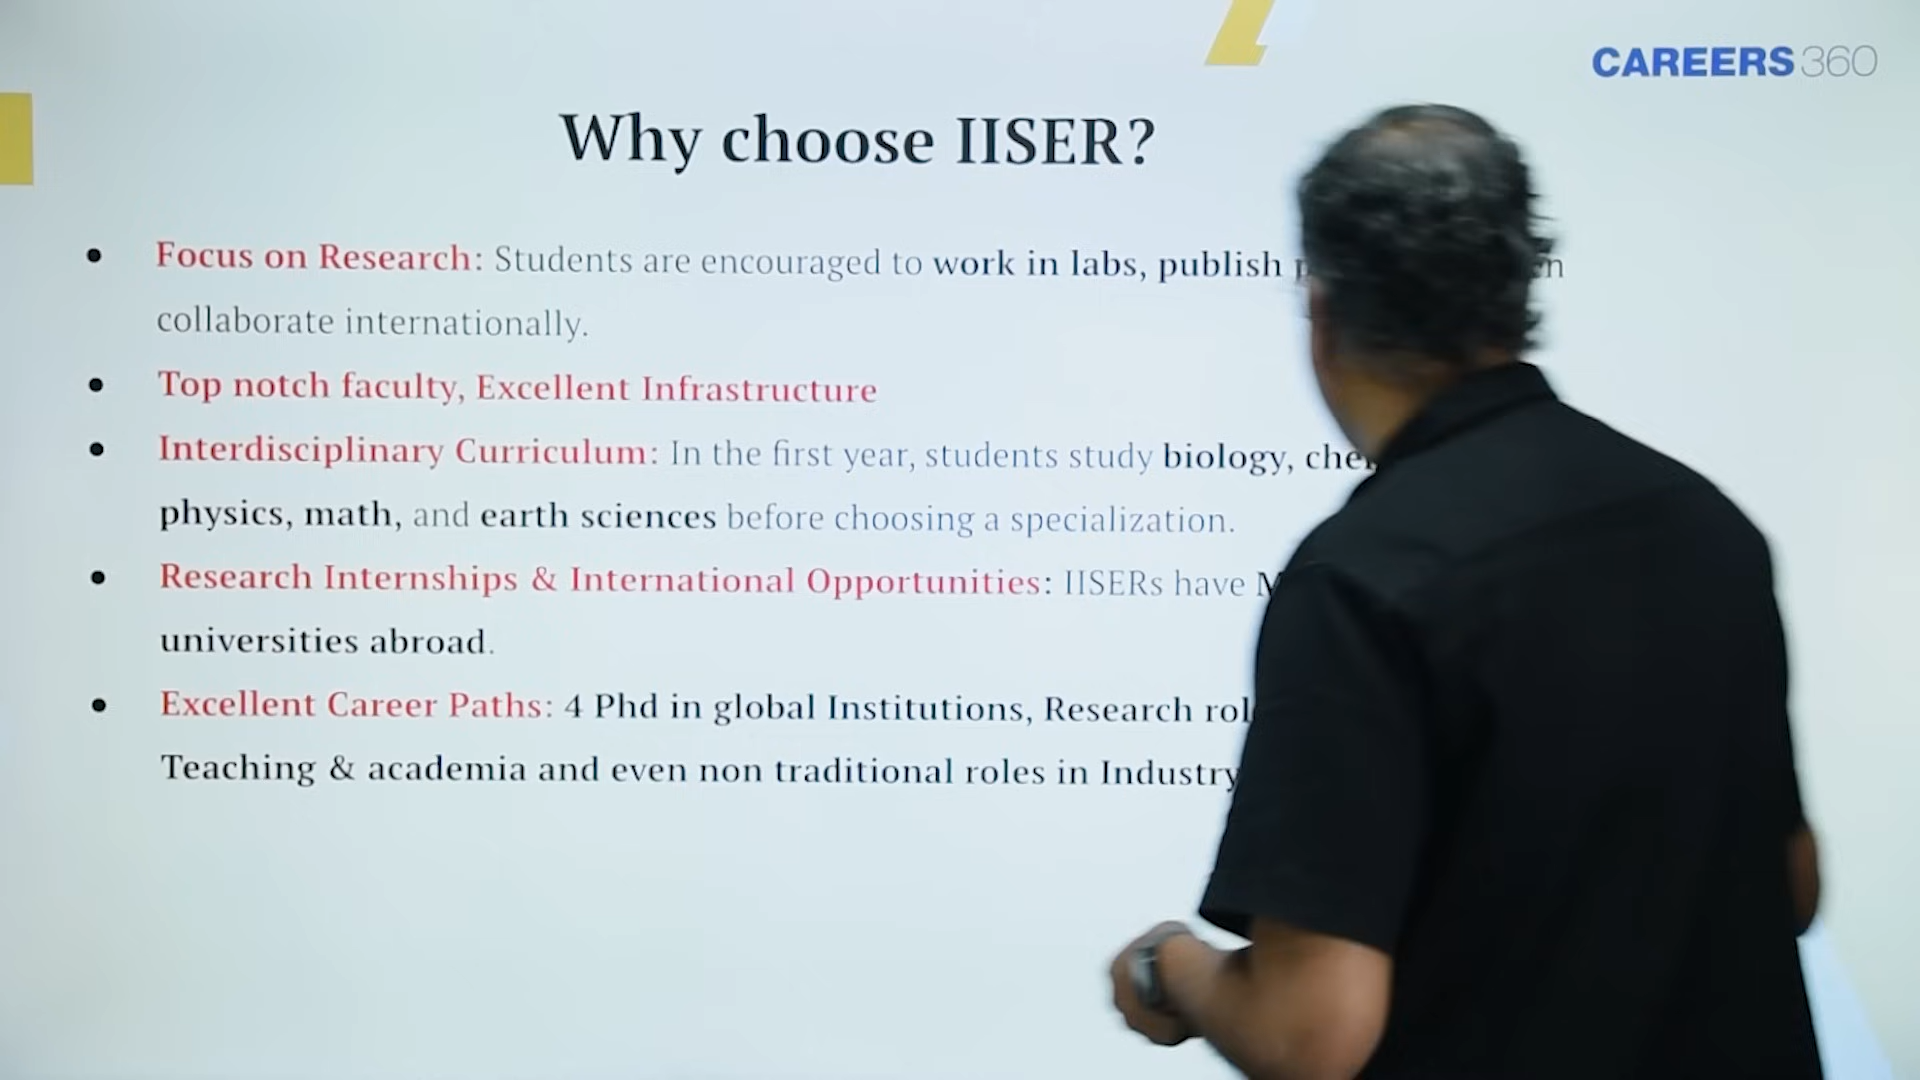 CAREERS360
Why choose IISER?
Focus on Research: Students are encouraged to work in labs, publish
collaborate internationally.
Top notch faculty, Excellent Infrastructure
Interdisciplinary Curriculum: In the first year, students study biology,
physics, math, and earth sciences before choosing a specialization.
Research Internships & International Opportunities: IISERs have
universities abroad.
Excellent Career Paths: 4 Phd in global Institutions, Research
Teaching & academia and even non traditional roles in Industry